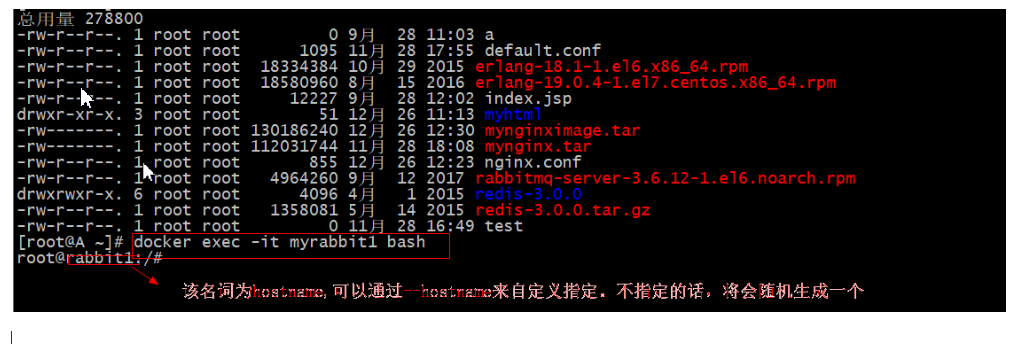 总用量 278800
-rw-r--r--. 1 root root 0 9月 28 11:03 a
-rw-r--r--. 1 root root 1095 11月 28 17:55 default.conf
-rw-r--r--. 1 root root 18334384 10月 29 2015 erlang-18.1-1.el6.x86_64.rpm
-rw-r--r--. 1 root root 18580960 8月 15 2016 erlang-19.0.4-1.el7.centos.x86_64.rpm
-rw-r--r--. 1 root root 12227 9月 28 12:02 index.jsp
drwxr-xr-x. 3 root root 51 12月 26 11:13 myhtml
-rw-------. 1 root root 130186240 12月 26 12:30 mynginximage.tar
-rw-------. 1 root root 112031744 11月 28 18:08 mynginx.tar
-rw-r--r--. 1 root root 855 12月 26 12:23 nginx.conf
-rw-r--r--. 1 root root 4964260 9月 12 2017 rabbitmq-server-3.6.12-1.el6.noarch.rpm
drwxrwxr-x. 6 root root 4096 4月 1 2015 redis-3.0.0
-rw-r--r--. 1 root root 1358081 5月 14 2015 redis-3.0.0.tar.gz
-rw-r--r--. 1 root root 0 11月 28 16:49 test
[root@A ~]# docker exec -it myrabbit1 bash
root@rabbit1:/#
该名词为hostname,可以通过--hostname来自定义指定. 不指定的话，将会随机生成一个